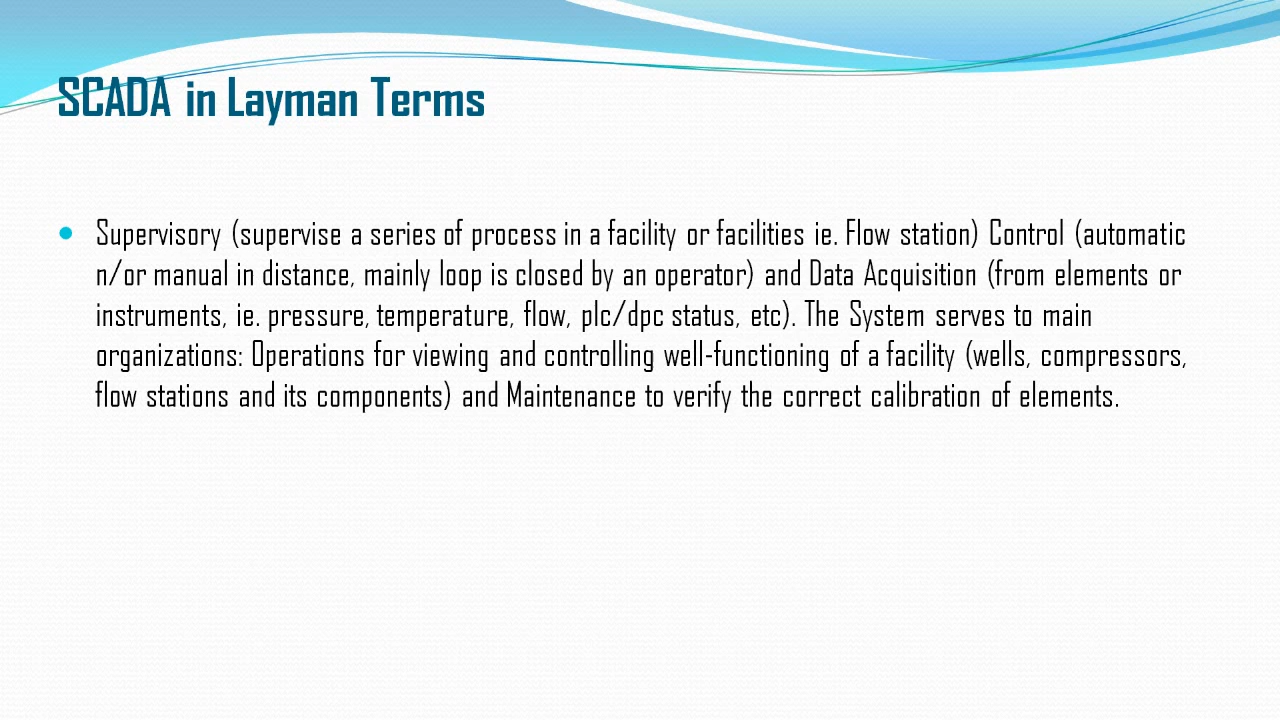 SCADA in Layman Terms
Supervisory (supervise a series of process in a facility or facilities ie. Flow station) Control (automatic
n/or manual in distance, mainly loop is closed by an operator) and Data Acquisition (from elements or
instruments, ie. pressure, temperature, flow, plc/dpc status, etc). The System serves to main
organizations: Operations for viewing and controlling well-functioning of a facility (wells, compressors,
flow stations and its components) and Maintenance to verify the correct calibration of elements.